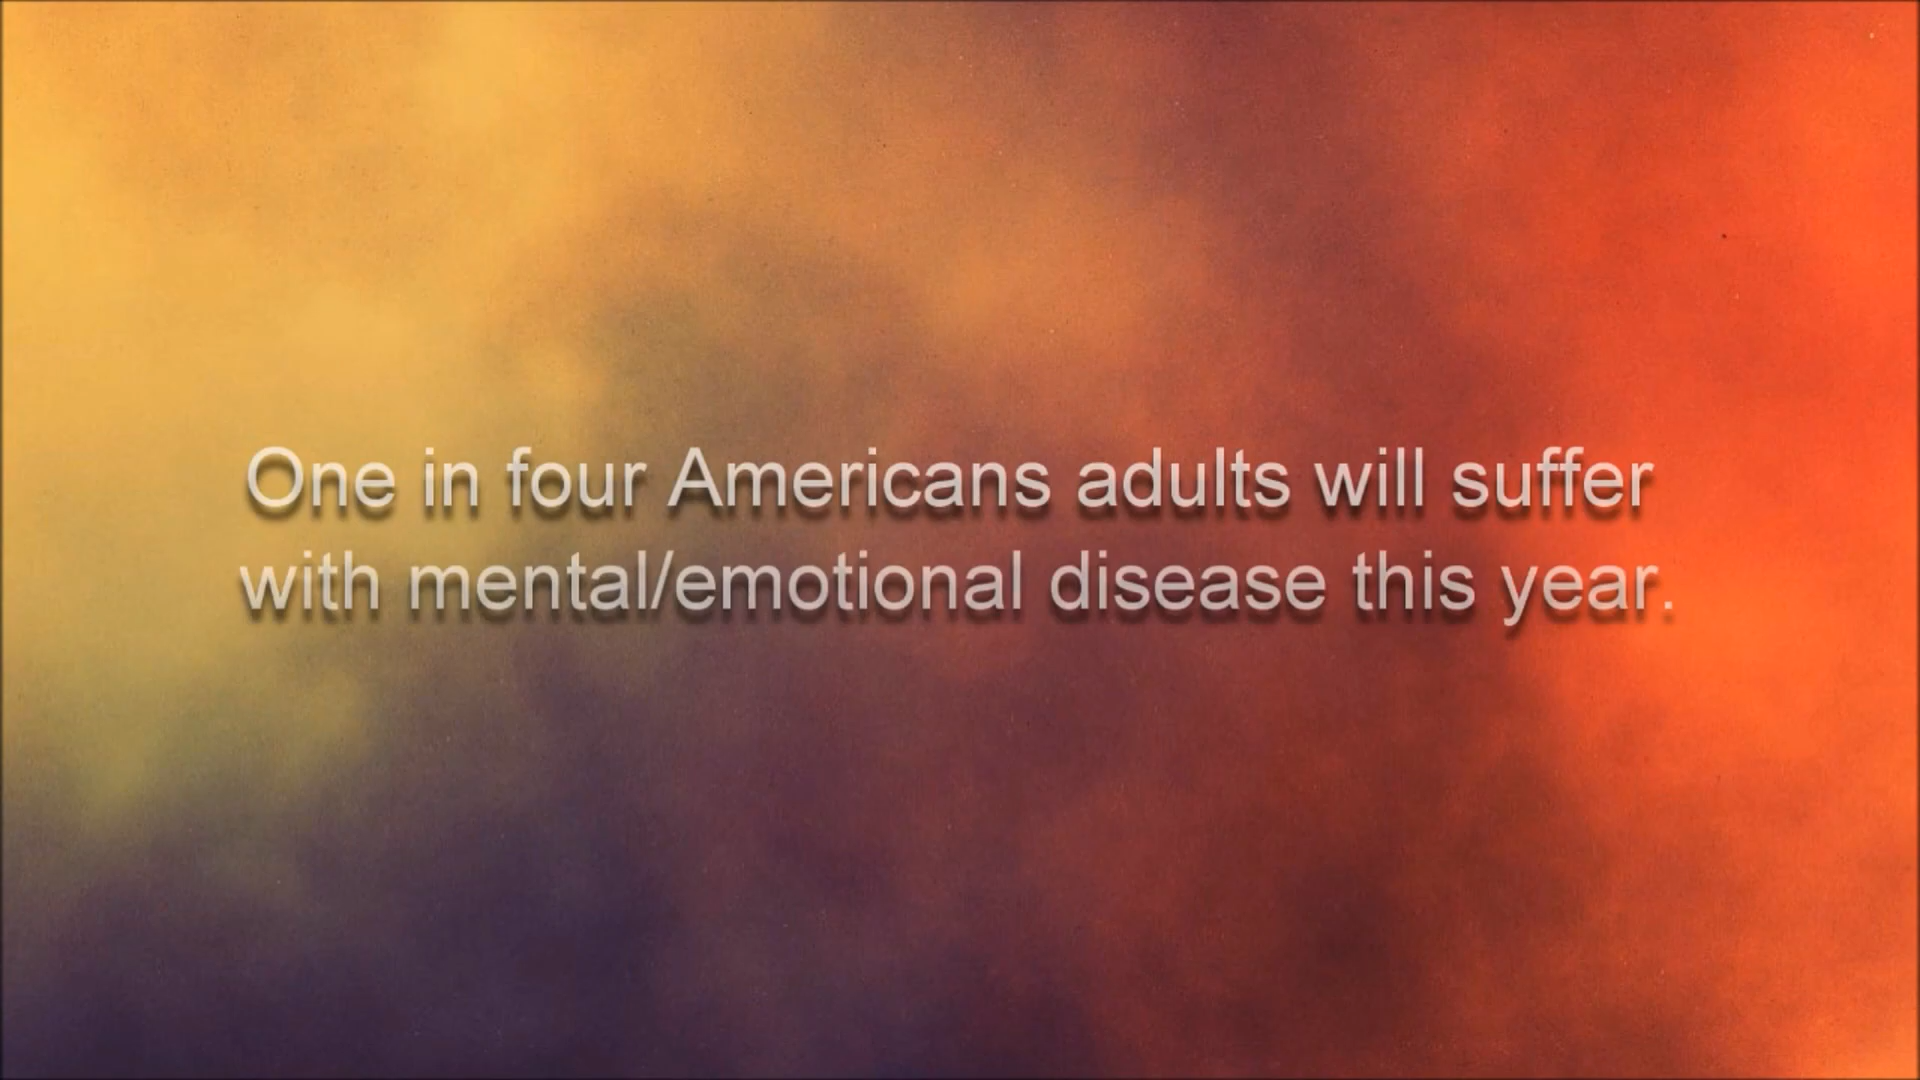 One in four Americans adults will suffer
with mental/emotional disease this year.